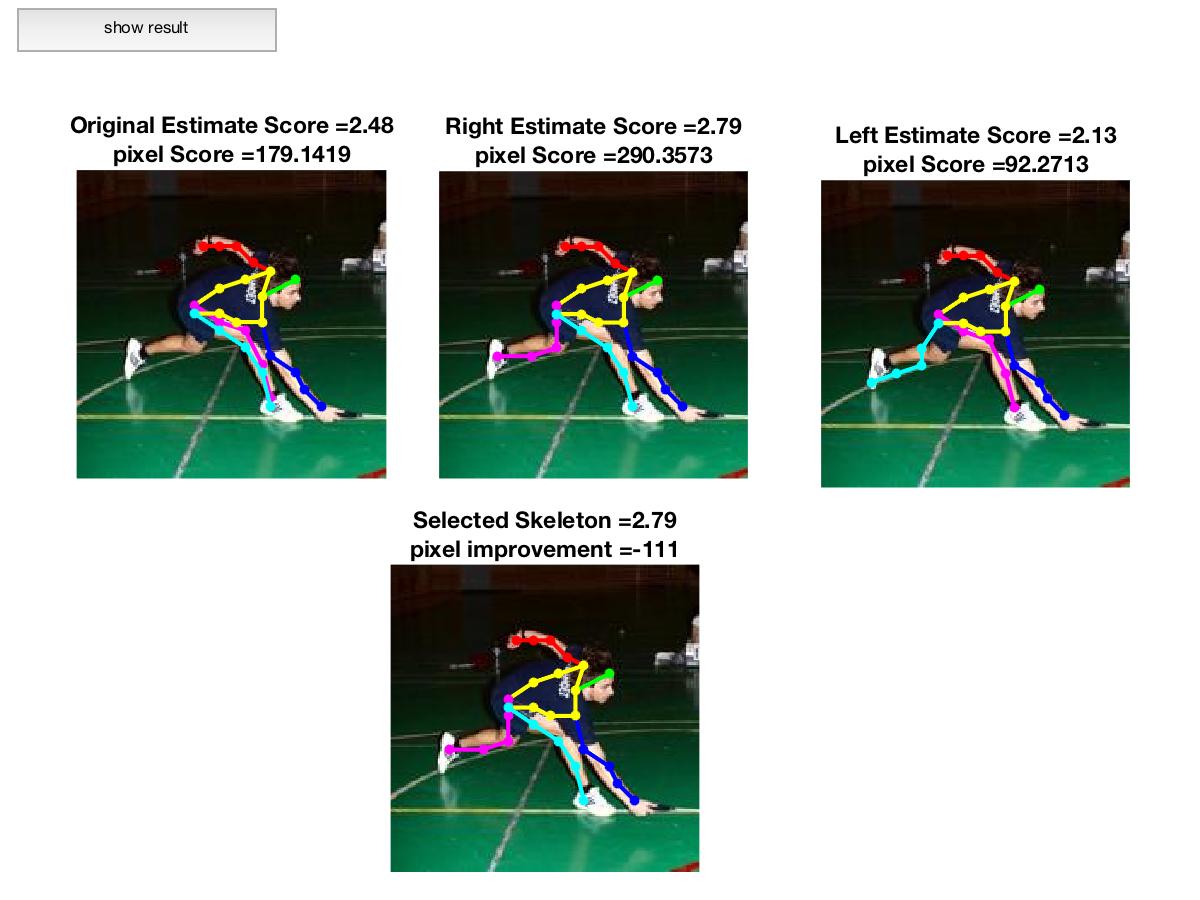 show result
Original Estimate Score =2.48
pixel Score =179.1419
Right Estimate Score =2.79
pixel Score =290.3573
Left Estimate Score =2.13
pixel Score =92.2713
Selected Skeleton =2.79
pixel improvement =-111